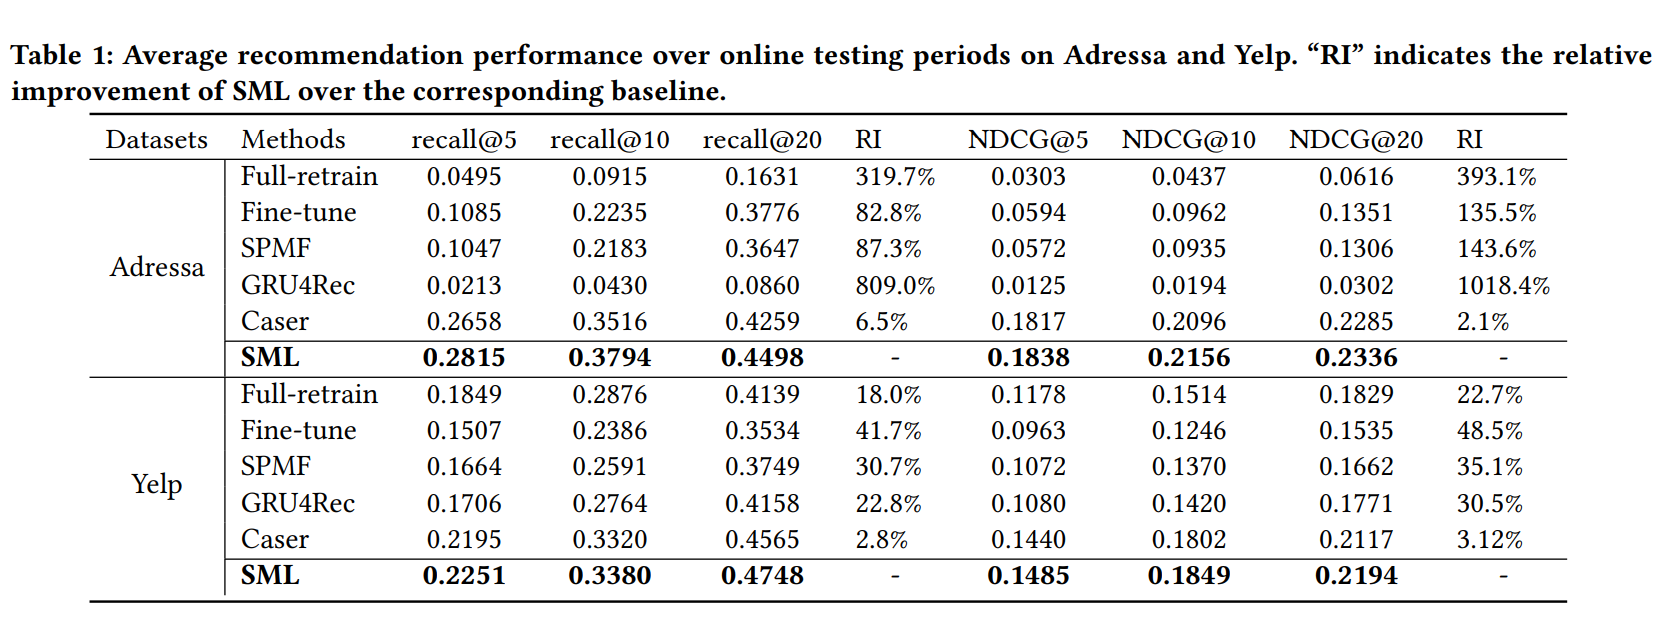 Table 1: Average recommendation performance over online testing periods on Adressa and Yelp. “RI” indicates the relative
improvement of SML over the corresponding baseline.
Datasets Methods recall@5 recall@10 recall@20 RI NDCG@5 NDCG@10 NDCG@20 RI
Adressa
Full-retrain 0.0495 0.0915 0.1631 319.7% 0.0303 0.0437 0.0616 393.1%
Fine-tune 0.1085 0.2235 0.3776 82.8% 0.0594 0.0962 0.1351 135.5%
SPMF 0.1047 0.2183 0.3647 87.3% 0.0572 0.0935 0.1306 143.6%
GRU4Rec 0.0213 0.0430 0.0860 809.0% 0.0125 0.0194 0.0302 1018.4%
Caser 0.2658 0.3516 0.4259 6.5% 0.1817 0.2096 0.2285 2.1%
SML 0.2815 0.3794 0.4498 - 0.1838 0.2156 0.2336 -
Yelp
Full-retrain 0.1849 0.2876 0.4139 18.0% 0.1178 0.1514 0.1829 22.7%
Fine-tune 0.1507 0.2386 0.3534 41.7% 0.0963 0.1246 0.1535 48.5%
SPMF 0.1664 0.2591 0.3749 30.7% 0.1072 0.1370 0.1662 35.1%
GRU4Rec 0.1706 0.2764 0.4158 22.8% 0.1080 0.1420 0.1771 30.5%
Caser 0.2195 0.3320 0.4565 2.8% 0.1440 0.1802 0.2117 3.12%
SML 0.2251 0.3380 0.4748 - 0.1485 0.1849 0.2194 -